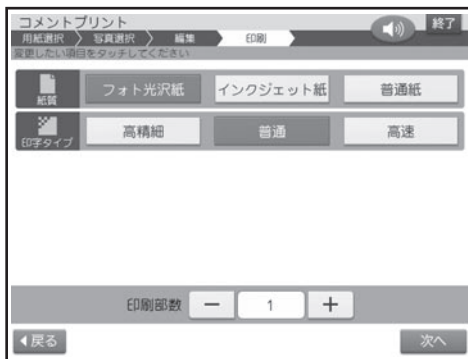 コメントプリント
終了
用紙選択 写真選択 編集 印刷
変更したい項目をタッチしてください
紙質 フォト光沢紙 インクジェット紙 普通紙
印字タイプ 高精細 普通 高速
印刷部数 － 1 ＋
◀戻る 次へ